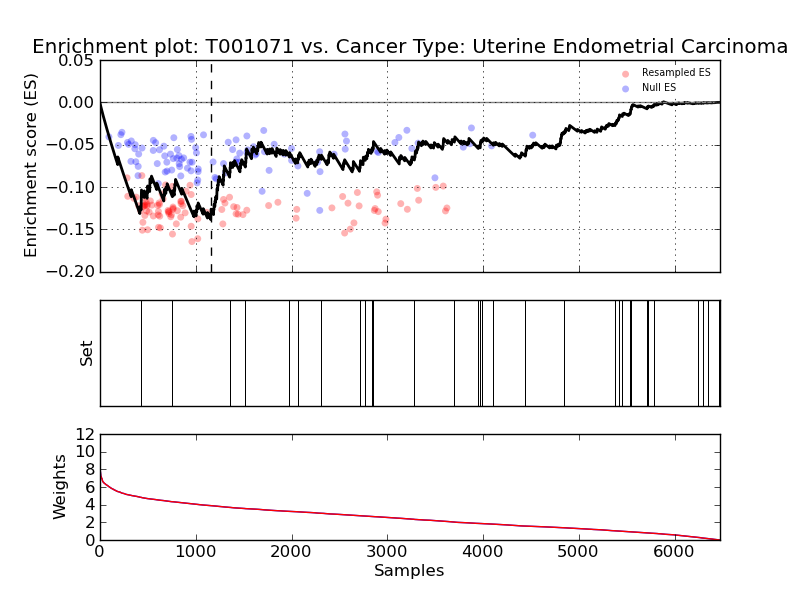 Enrichment plot: T001071 vs. Cancer Type: Uterine Endometrial Carcinoma
Enrichment score (ES)
0.05
0.00
−0.05
−0.10
−0.15
−0.20
Resampled ES
Null ES
Set
Weights
12
10
8
6
4
2
0
0 1000 2000 3000 4000 5000 6000
Samples